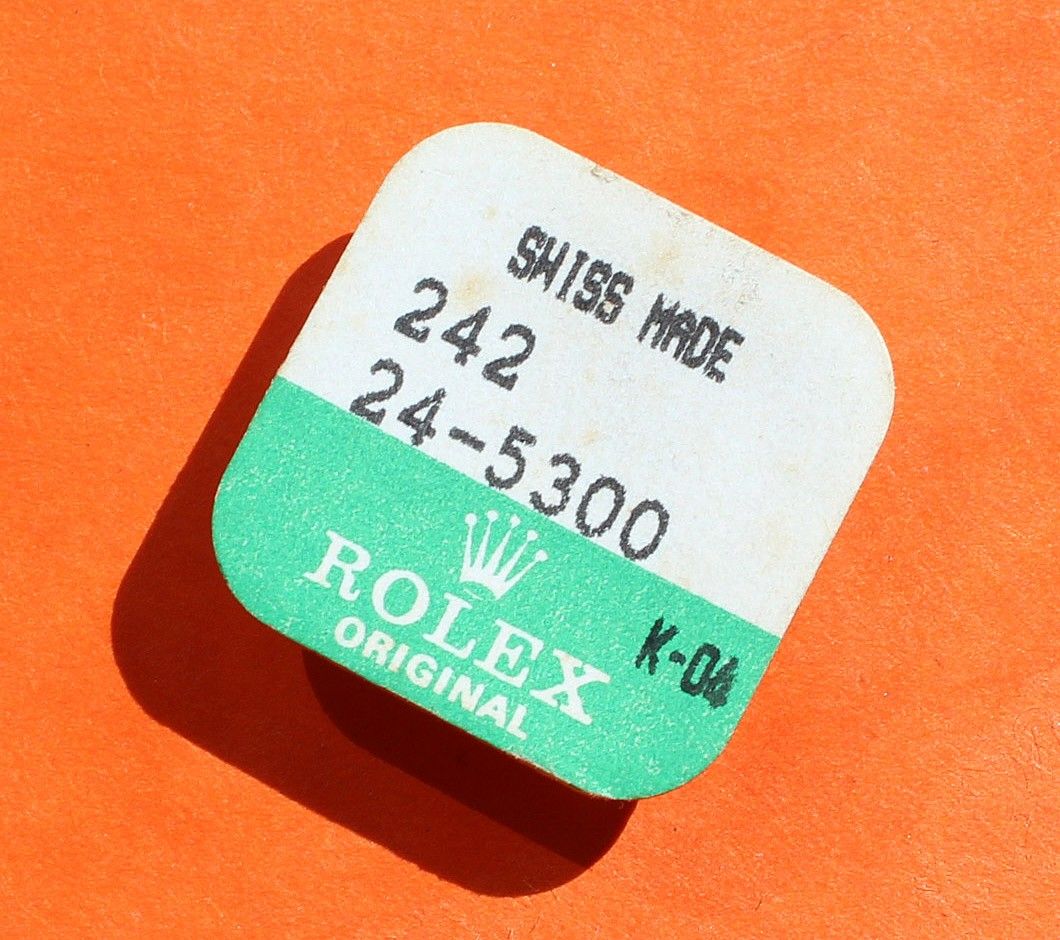 SWISS MADE
242
24-5300
ROLEX
ORIGINAL
K-04